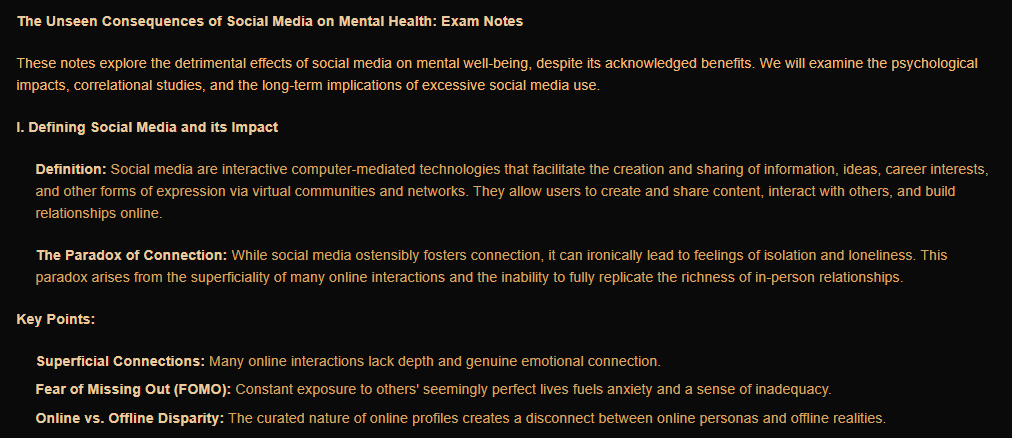 The Unseen Consequences of Social Media on Mental Health: Exam Notes
These notes explore the detrimental effects of social media on mental well-being, despite its acknowledged benefits. We will examine the psychological
impacts, correlational studies, and the long-term implications of excessive social media use.
I. Defining Social Media and its Impact
Definition: Social media are interactive computer-mediated technologies that facilitate the creation and sharing of information, ideas, career interests,
and other forms of expression via virtual communities and networks. They allow users to create and share content, interact with others, and build
relationships online.
The Paradox of Connection: While social media ostensibly fosters connection, it can ironically lead to feelings of isolation and loneliness. This
paradox arises from the superficiality of many online interactions and the inability to fully replicate the richness of in-person relationships.
Key Points:
Superficial Connections: Many online interactions lack depth and genuine emotional connection.
Fear of Missing Out (FOMO): Constant exposure to others' seemingly perfect lives fuels anxiety and a sense of inadequacy.
Online vs. Offline Disparity: The curated nature of online profiles creates a disconnect between online personas and offline realities.